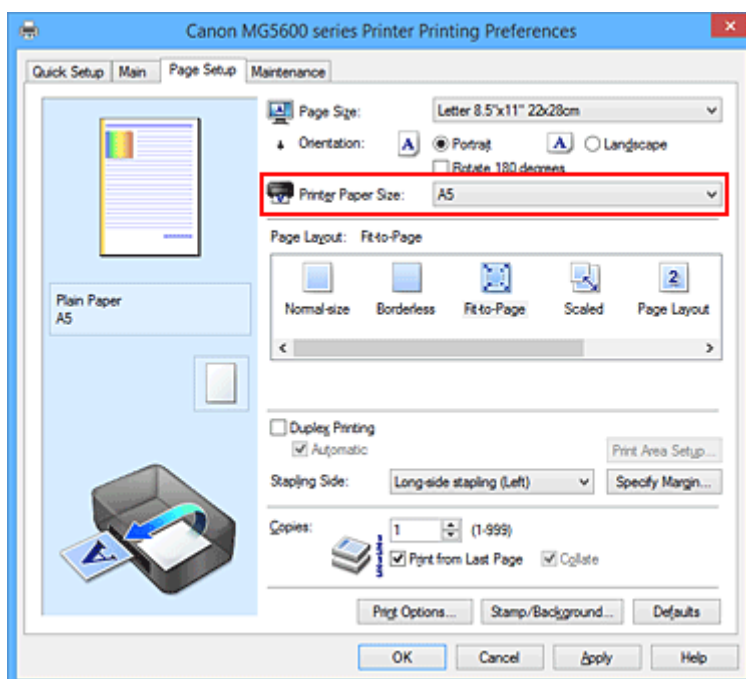 Canon MG5600 series Printer Printing Preferences
Quick Setup Main Page Setup Maintenance
Page Size: Letter 8.5"x11" 22x28cm
Orientation: A Portrait A Landscape
Rotate 180 degrees
Printer Paper Size: A5
Page Layout: Fit-to-Page
2
Normal-size Borderless Fit-to-Page Scaled Page Layout
Plain Paper
A5
Duplex Printing
Automatic
Print Area Setup...
Stapling Side: Long-side stapling (Left) Specify Margin...
Copies: 1 (1-999)
Print from Last Page Collate
A
Print Options... Stamp/Background... Defaults
OK Cancel Apply Help